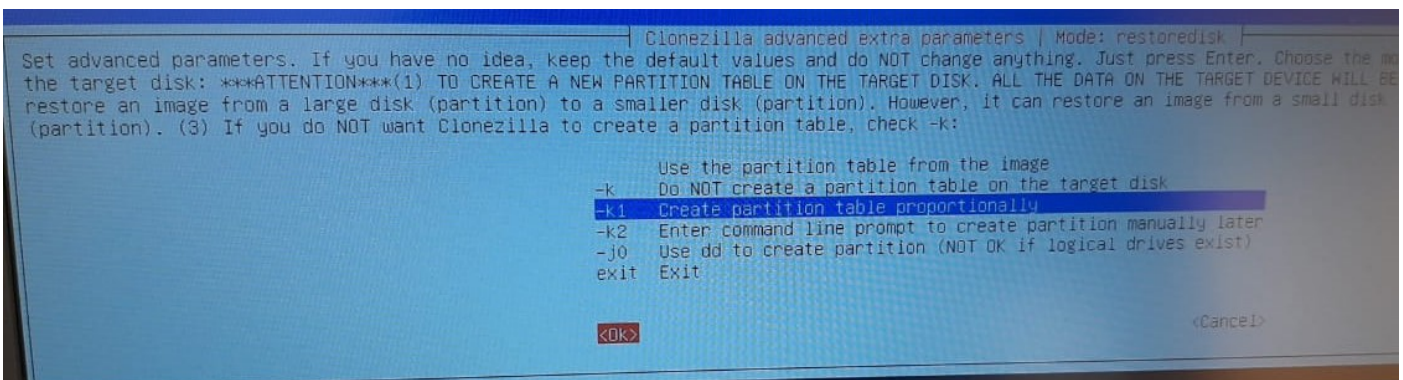 Clonezilla advanced extra parameters | Mode: restoredisk
Set advanced parameters. If you have no idea, keep the default values and do NOT change anything. Just press Enter. Choose the
the target disk: ***ATTENTION***(1) TO CREATE A NEW PARTITION TABLE ON THE TARGET DISK. ALL THE DATA ON THE TARGET DEVICE WILL BE
restore an image from a large disk (partition) to a smaller disk (partition). However, it can restore an image from a small disk
(partition). (3) If you do NOT want Clonezilla to create a partition table, check -k:
Use the partition table from the image
-k Do NOT create a partition table on the target disk
-k1 Create partition table proportionally
-k2 Enter command line prompt to create partition manually later
-j0 Use dd to create partition (NOT OK if logical drives exist)
exit Exit
<Ok> <Cancel>